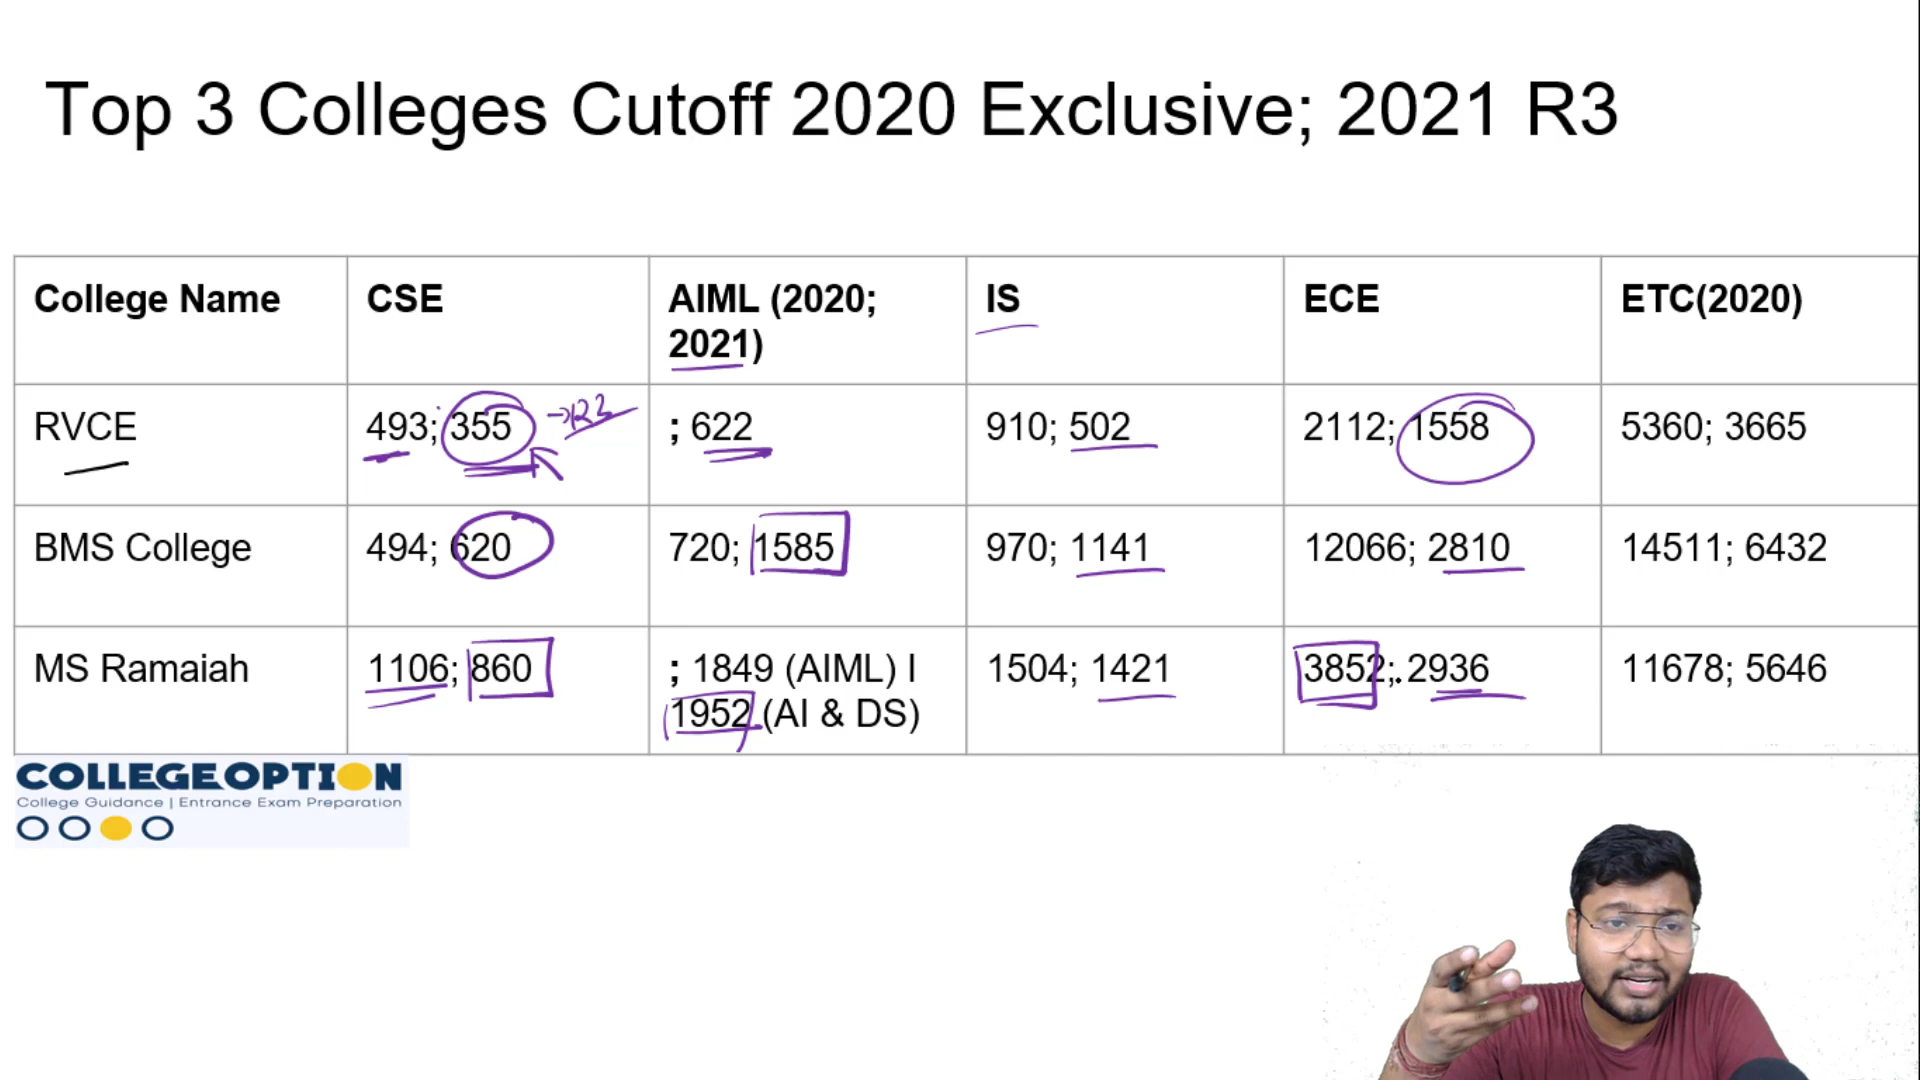 Top 3 Colleges Cutoff 2020 Exclusive; 2021 R3
College Name CSE AIML (2020; 2021) IS ECE ETC(2020)
RVCE 493; 355 →R3 ; 622 910; 502 2112; 1558 5360; 3665
BMS College 494; 620 720; 1585 970; 1141 12066; 2810 14511; 6432
MS Ramaiah 1106; 860 ; 1849 (AIML) I 1504; 1421 3852; 2936 11678; 5646
1952 (AI & DS)
COLLEGEOPTION
College Guidance | Entrance Exam Preparation